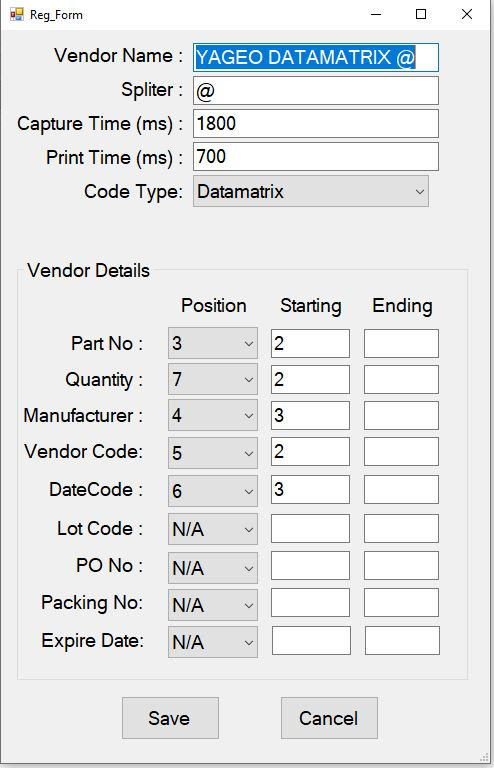 Reg_Form
Vendor Name : YAGEO DATAMATRIX @
Spliter : @
Capture Time (ms) : 1800
Print Time (ms) : 700
Code Type: Datamatrix
Vendor Details
Position Starting Ending
Part No : 3 2
Quantity : 7 2
Manufacturer : 4 3
Vendor Code: 5 2
DateCode : 6 3
Lot Code : N/A
PO No : N/A
Packing No: N/A
Expire Date: N/A
Save Cancel